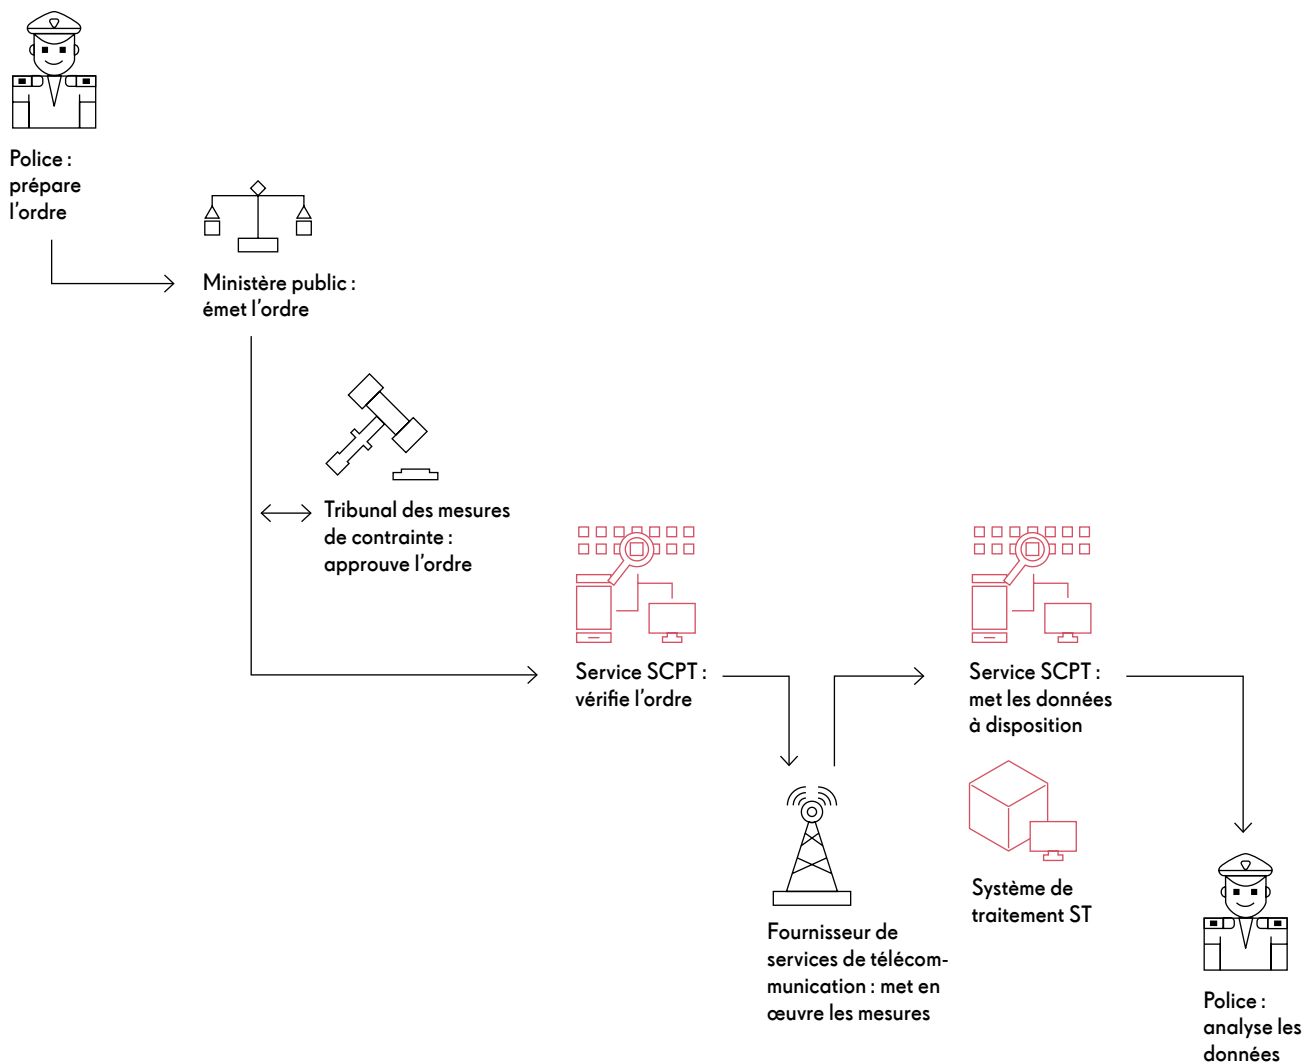 Police :
prépare
l’ordre
Ministère public :
émet l’ordre
Tribunal des mesures
de contrainte :
approuve l’ordre
Service SCPT :
vérifie l’ordre
Fournisseur de
services de télécom-
munication : met en
œuvre les mesures
Service SCPT :
met les données
à disposition
Système de
traitement ST
Police :
analyse les
données